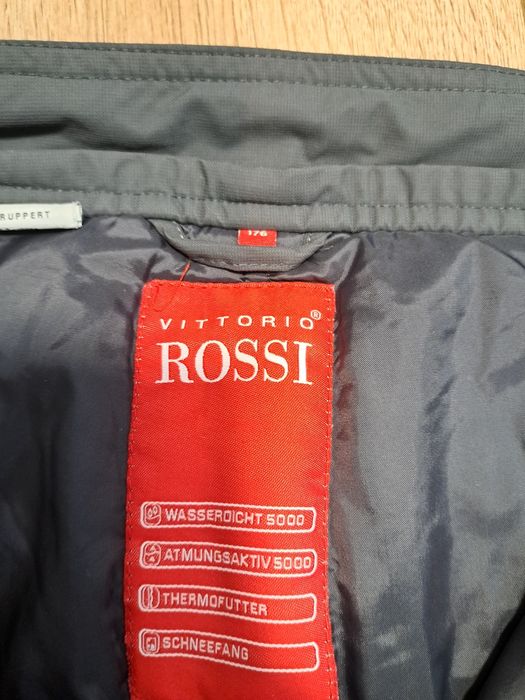 RUPPERT
176
VITTORIO®
ROSSI
WASSERDICHT 5000
ATMUNGSAKTIV 5000
THERMOFUTTER
SCHNEEFANG